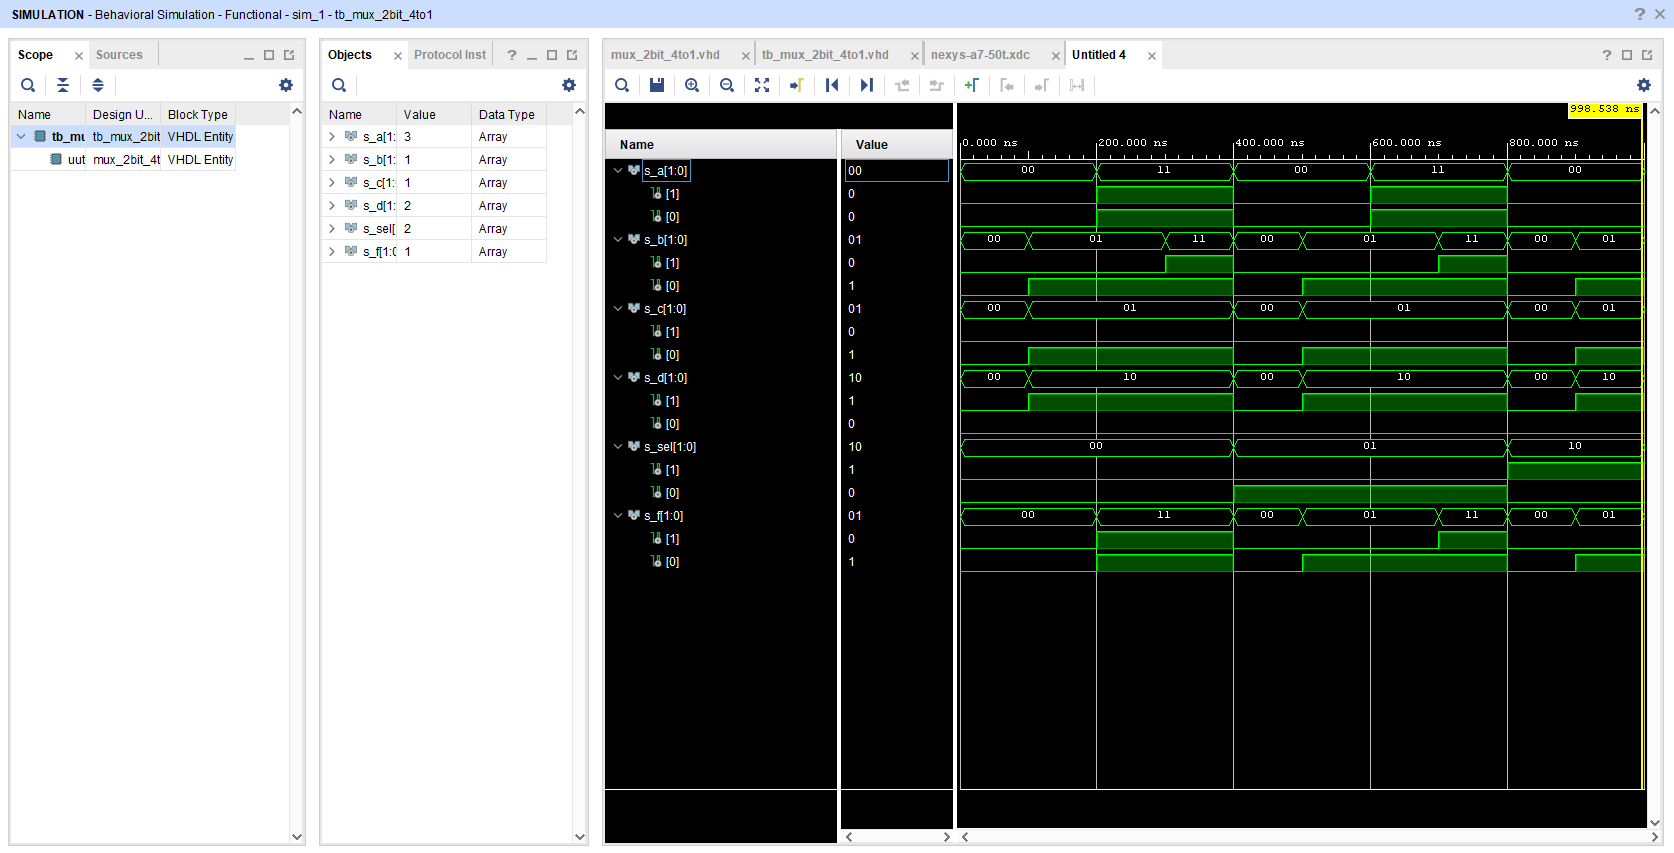 SIMULATION - Behavioral Simulation - Functional - sim_1 - tb_mux_2bit_4to1
Scope
Sources
Name Design U... Block Type
tb_mu tb_mux_2bit VHDL Entity
uut mux_2bit_4t VHDL Entity
Objects
Protocol Inst
Name Value Data Type
s_a[1: 3 Array
s_b[1: 1 Array
s_c[1: 1 Array
s_d[1: 2 Array
s_sel[ 2 Array
s_f[1:0 1 Array
mux_2bit_4to1.vhd
tb_mux_2bit_4to1.vhd
nexys-a7-50t.xdc
Untitled 4
998.538 ns
Name Value
0.000 ns 200.000 ns 400.000 ns 600.000 ns 800.000 ns
s_a[1:0] 00 00 11 00 11 00
[1] 0
[0] 0
s_b[1:0] 01 00 01 11 00 01 11 00 01
[1] 0
[0] 1
s_c[1:0] 01 00 01 00 01 00 01
[1] 0
[0] 1
s_d[1:0] 10 00 10 00 10 00 10
[1] 1
[0] 0
s_sel[1:0] 10 00 01 10
[1] 1
[0] 0
s_f[1:0] 01 00 11 00 01 11 00 01
[1] 0
[0] 1